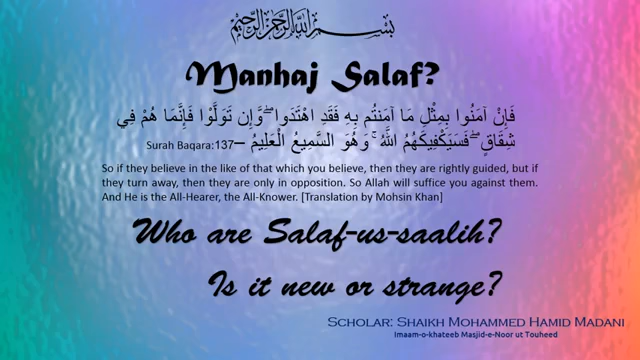 بسم الله الرحمن الرحيم
Manhaj Salaf?
فَإِنْ آمَنُوا بِمِثْلِ مَا آمَنتُم بِهِ فَقَدِ اهْتَدَوا ۖ وَّإِن تَوَلَّوْا فَإِنَّمَا هُمْ فِي
شِقَاقٍ ۖ فَسَيَكْفِيكَهُمُ اللَّهُ ۚ وَهُوَ السَّمِيعُ الْعَلِيمُ – Surah Baqara:137
So if they believe in the like of that which you believe, then they are rightly guided, but if
they turn away, then they are only in opposition. So Allah will suffice you against them.
And He is the All-Hearer, the All-Knower. [Translation by Mohsin Khan]
Who are Salaf-us-saalih?
Is it new or strange?
Scholar: Shaikh Mohammed Hamid Madani
Imaam-o-khateeb Masjid-e-Noor ut Touheed